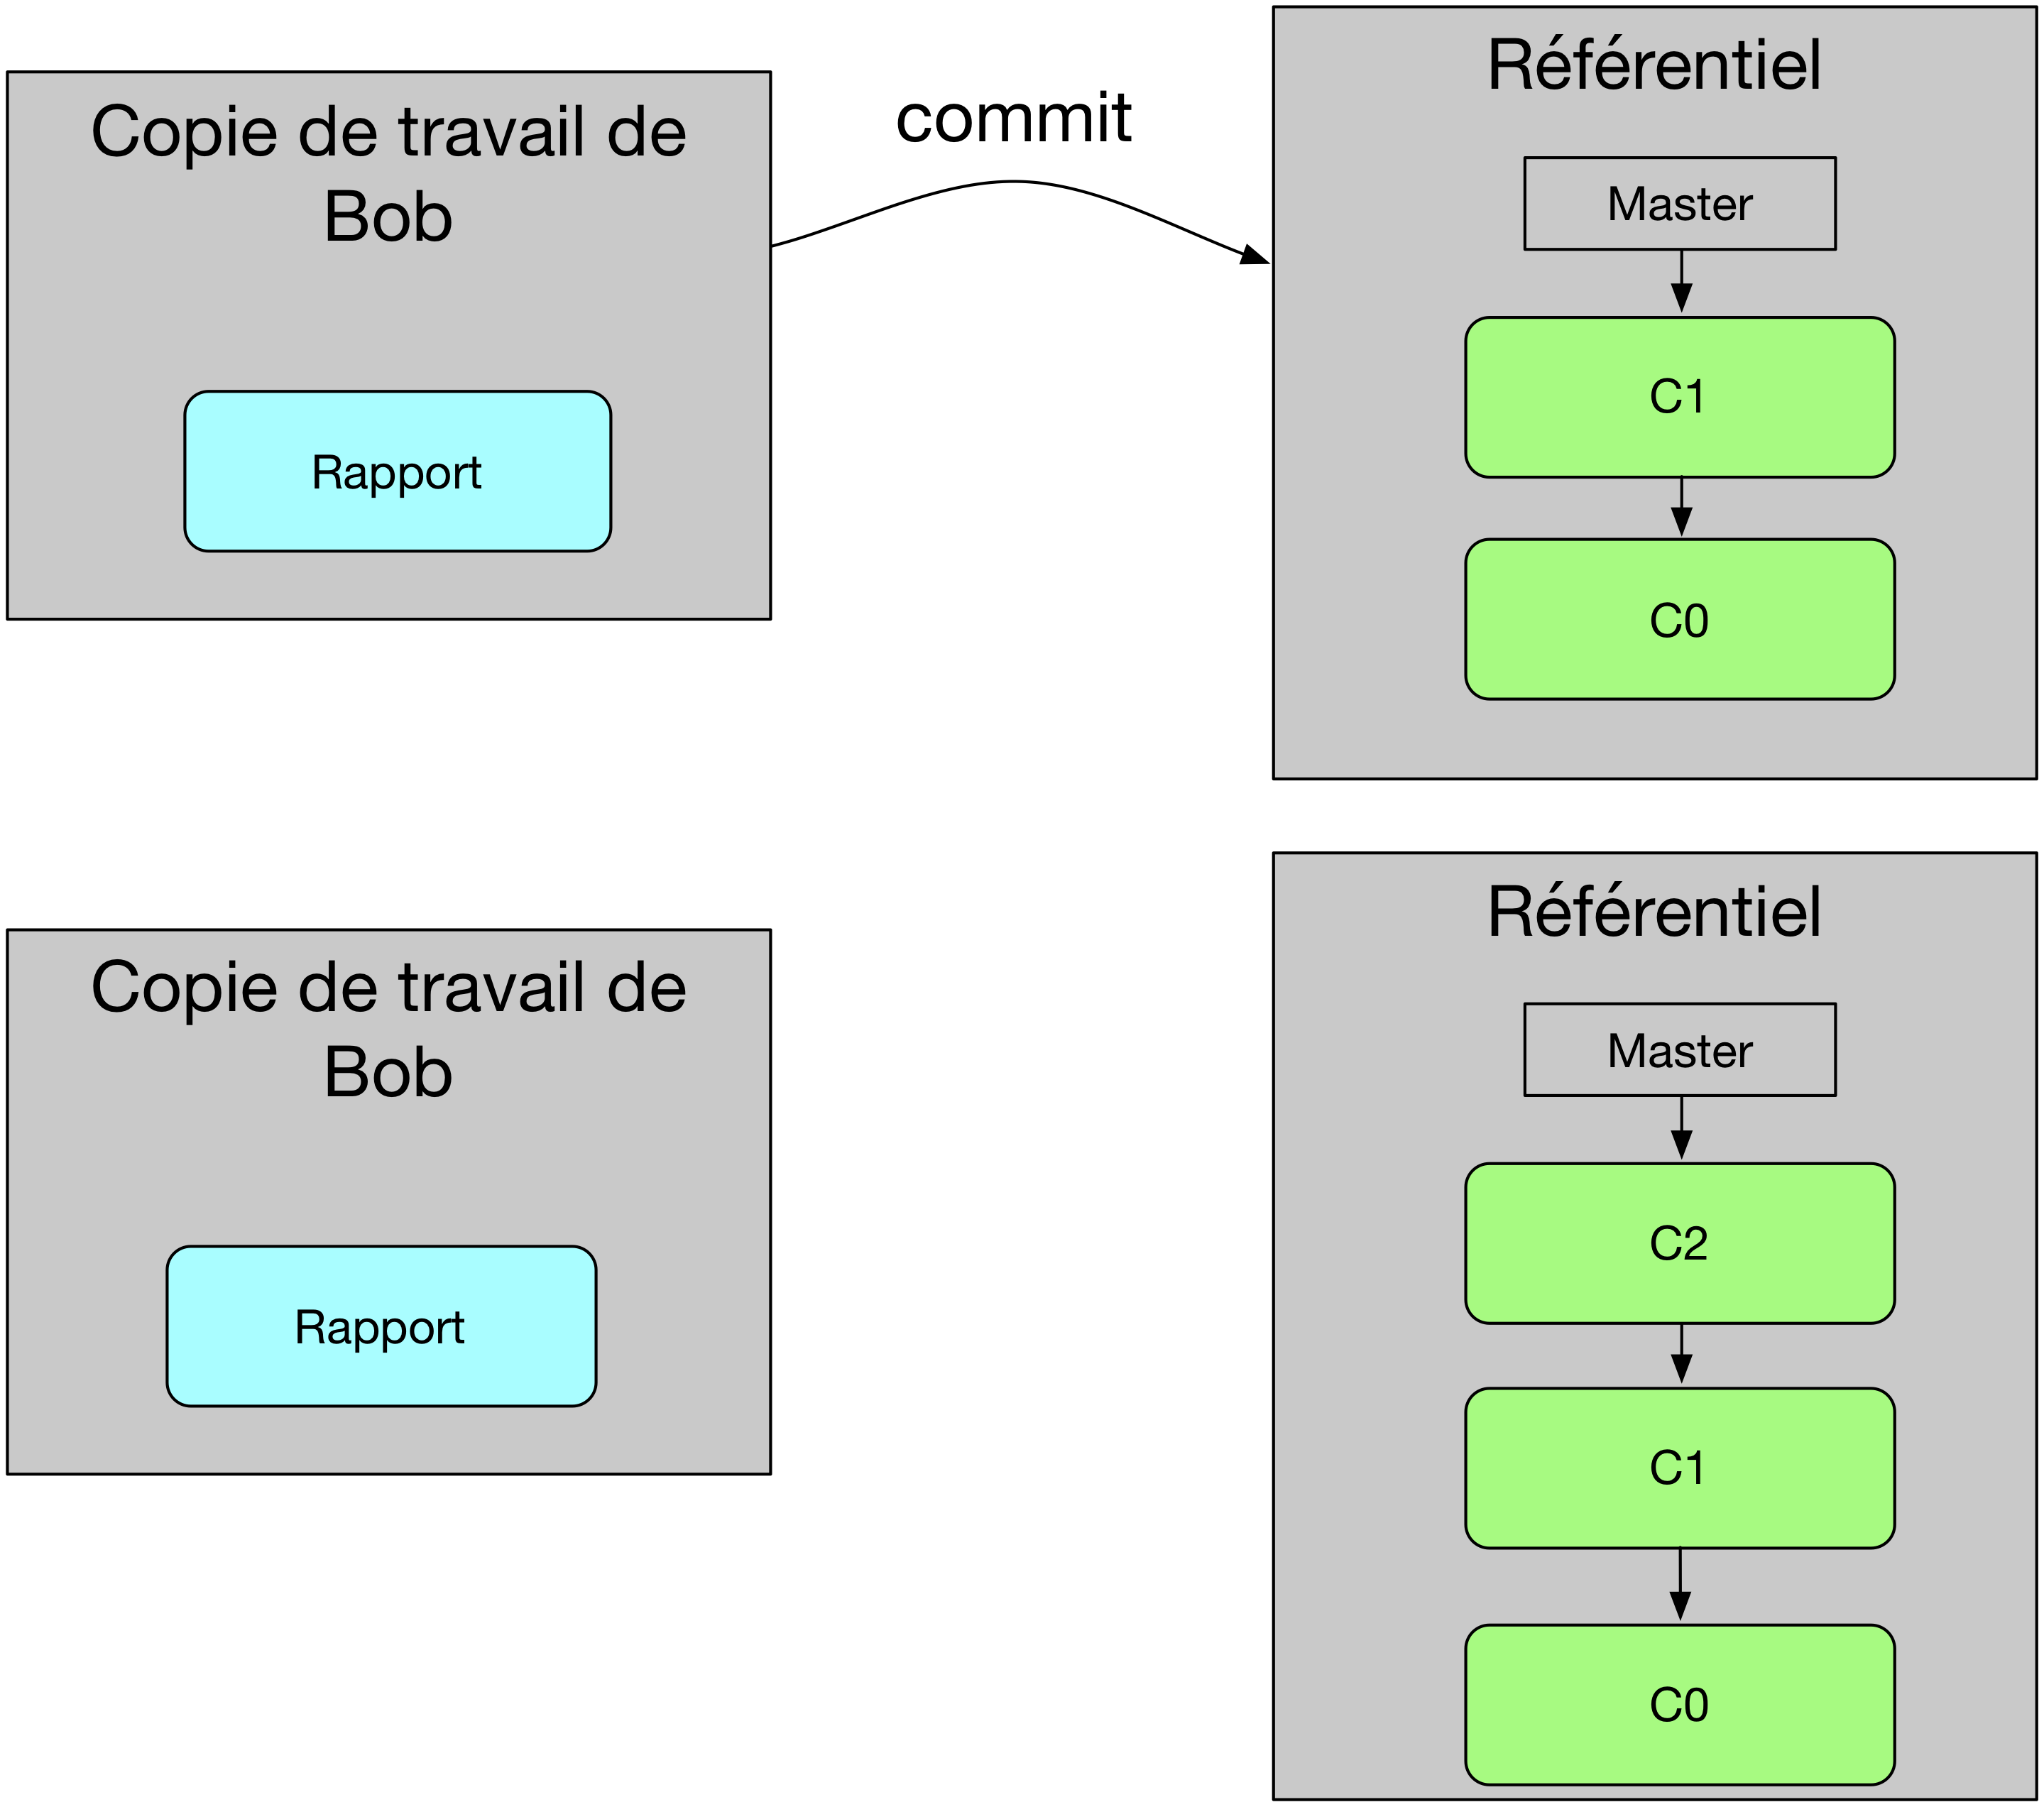 Copie de travail de
Bob
Rapport
commit
Référentiel
Master
C1
C0
Copie de travail de
Bob
Rapport
Référentiel
Master
C2
C1
C0